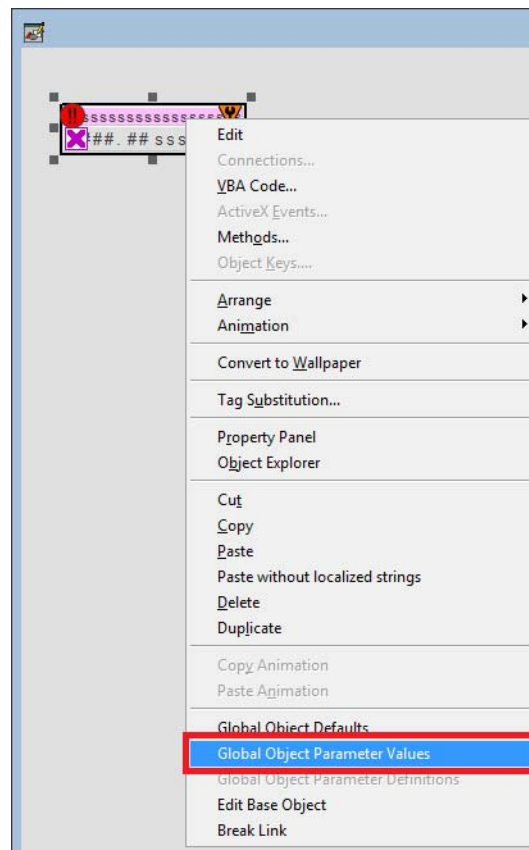 Edit
Connections...
VBA Code...
ActiveX Events...
Methods...
Object Keys....
Arrange
Animation
Convert to Wallpaper
Tag Substitution...
Property Panel
Object Explorer
Cut
Copy
Paste
Paste without localized strings
Delete
Duplicate
Copy Animation
Paste Animation
Global Object Defaults
Global Object Parameter Values
Global Object Parameter Definitions
Edit Base Object
Break Link